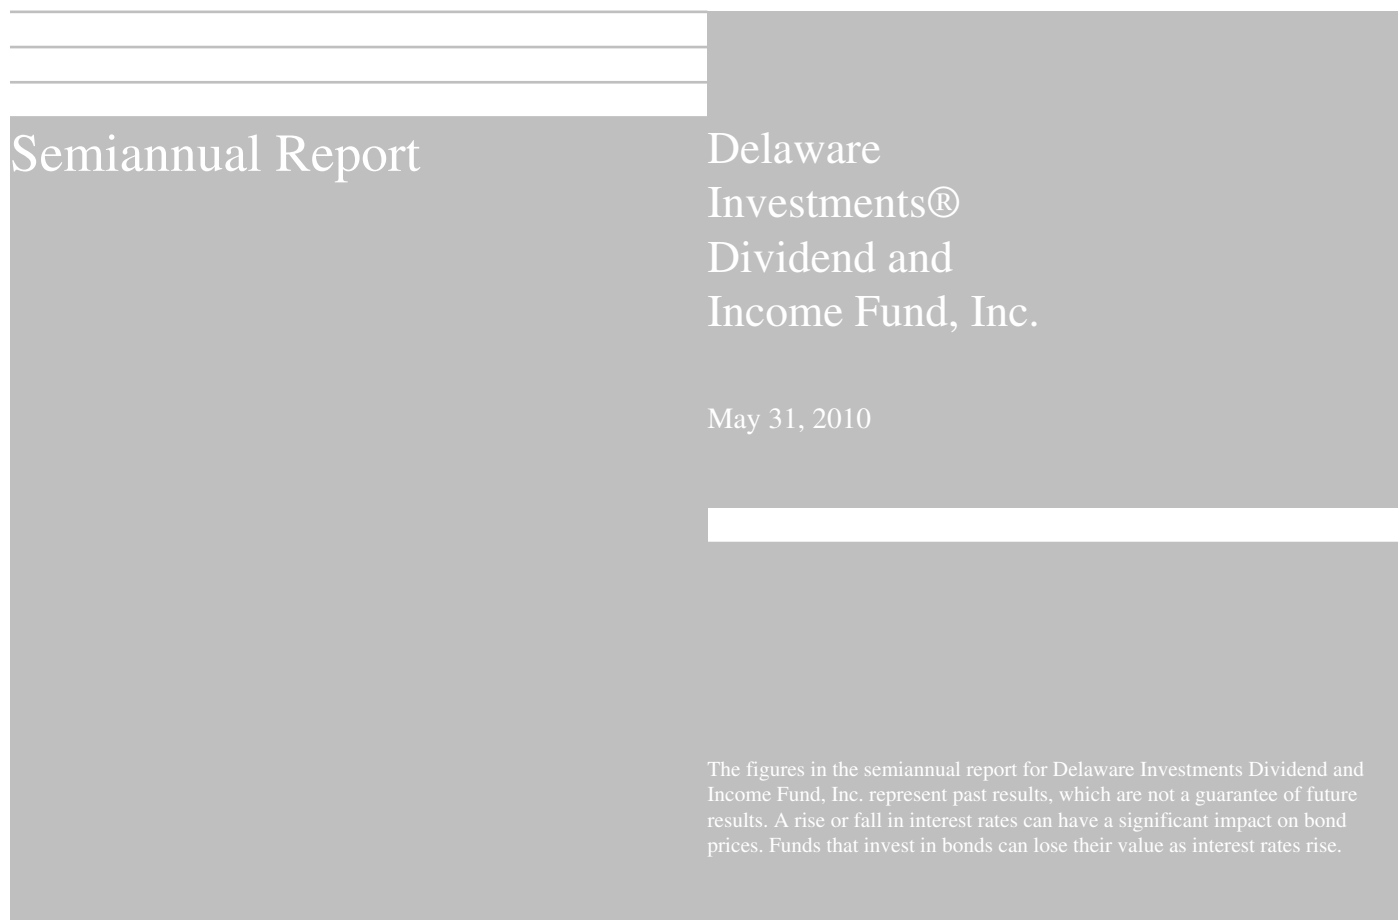 Semiannual Report
Delaware
Investments®
Dividend and
Income Fund, Inc.
May 31, 2010
The figures in the semiannual report for Delaware Investments Dividend and
Income Fund, Inc. represent past results, which are not a guarantee of future
results. A rise or fall in interest rates can have a significant impact on bond
prices. Funds that invest in bonds can lose their value as interest rates rise.